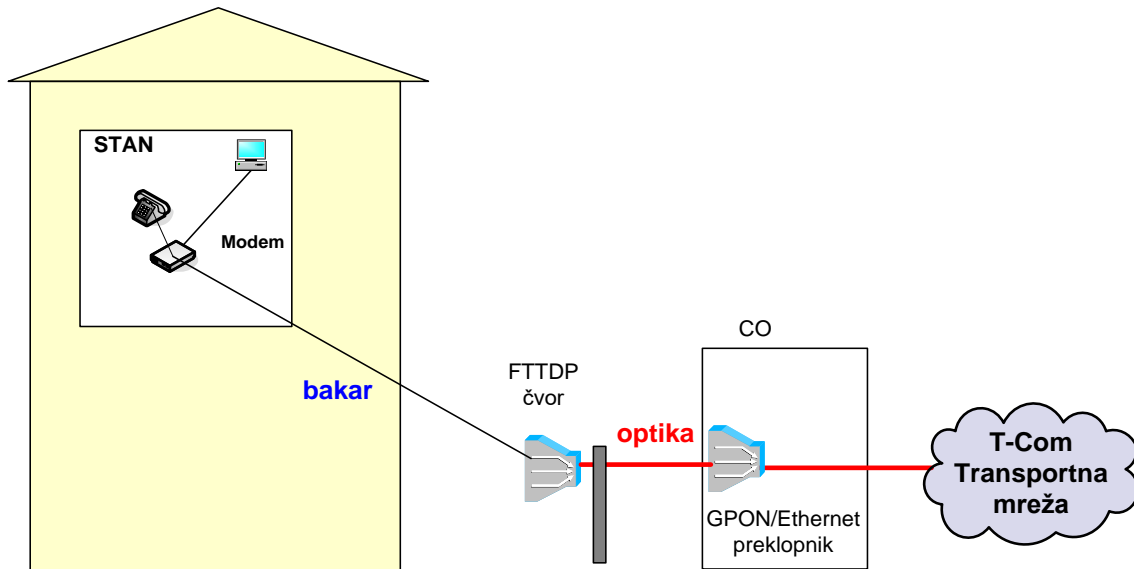 STAN
Modem
bakar
FTTDP
čvor
optika
CO
GPON/Ethernet
preklopnik
T-Com
Transportna
mreža